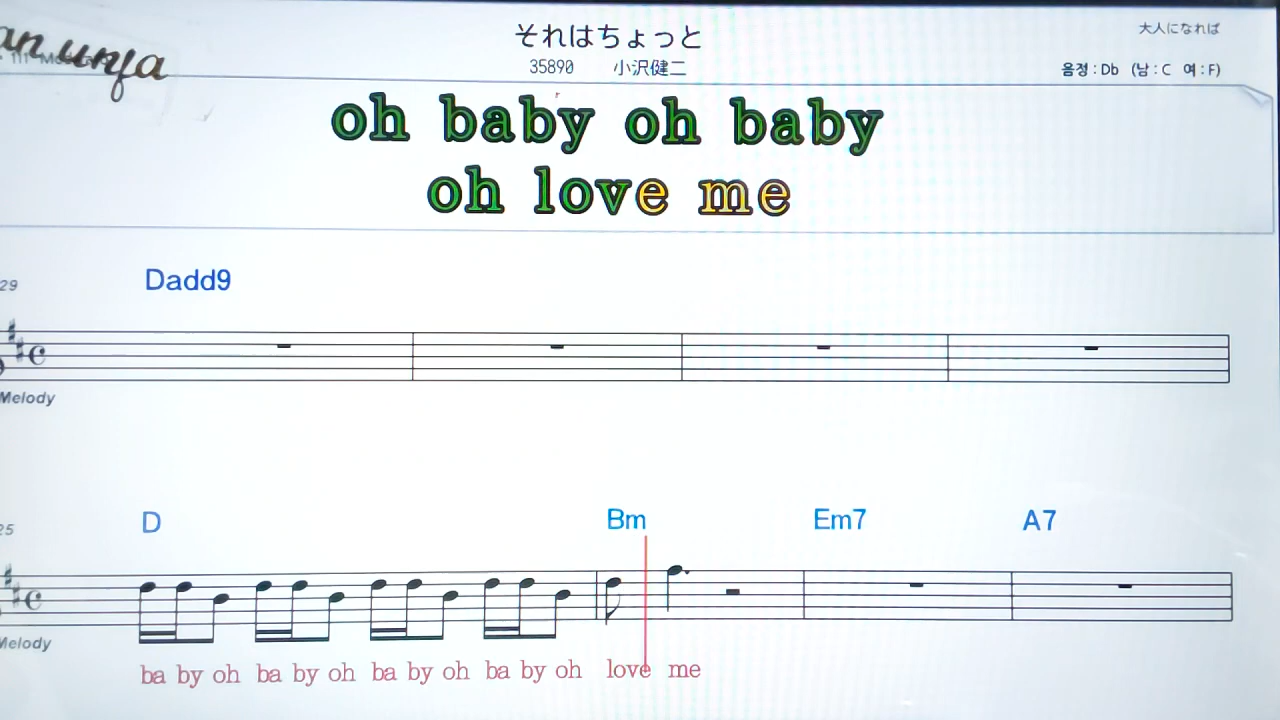 それはちょっと
大人になれば
35890 小沢健二
음정 : Db (남 : C 여 : F)
oh baby oh baby
oh love me
29
Dadd9
Melody
25
D Bm Em7 A7
Melody
ba by oh ba by oh ba by oh ba by oh love me